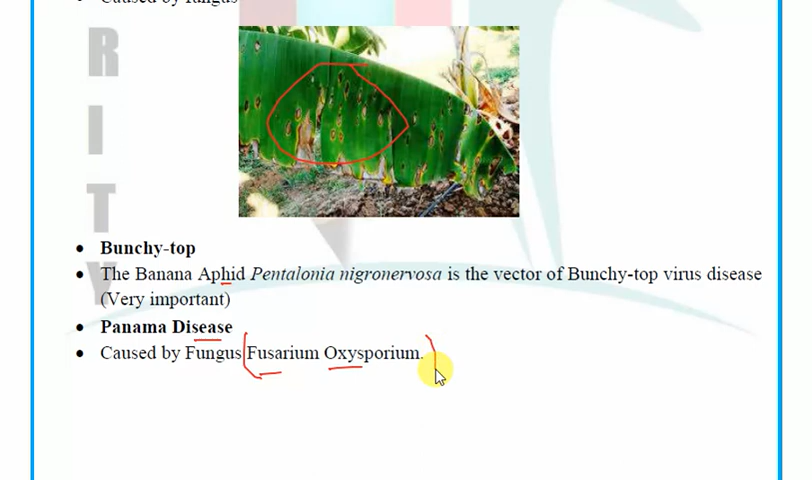 Caused by fungus
R
I
T
Y
Bunchy-top
The Banana Aphid Pentalonia nigronervosa is the vector of Bunchy-top virus disease
(Very important)
Panama Disease
Caused by Fungus Fusarium Oxysporium.